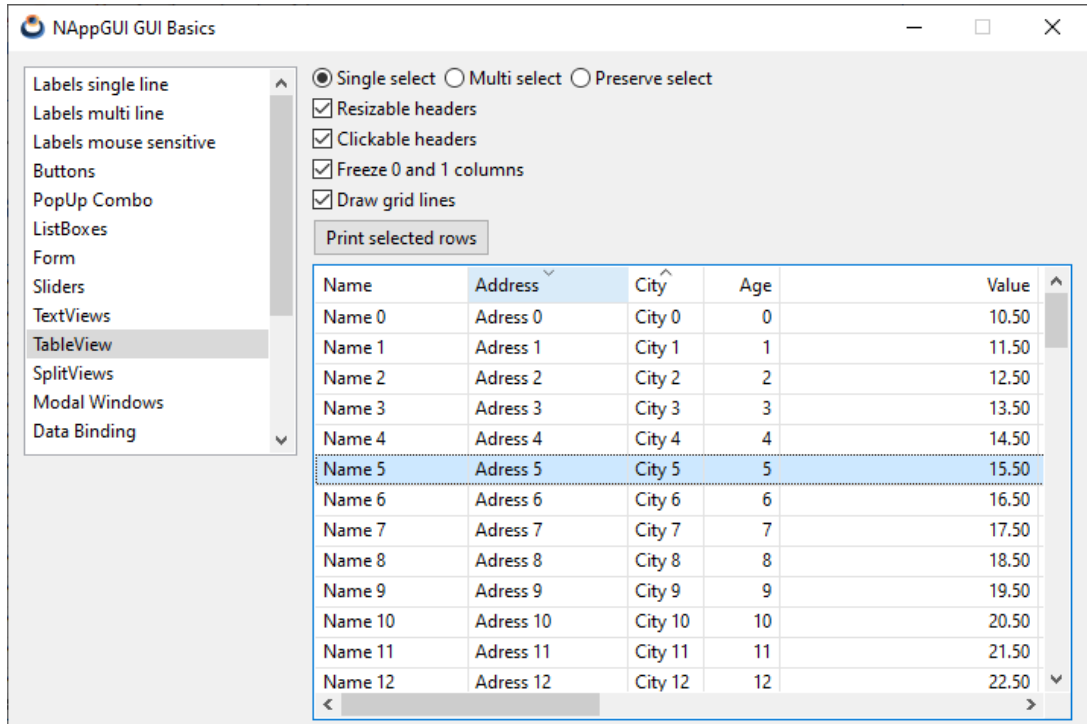 NAppGUI GUI Basics
Labels single line
Labels multi line
Labels mouse sensitive
Buttons
PopUp Combo
ListBoxes
Form
Sliders
TextViews
TableView
SplitViews
Modal Windows
Data Binding
Single select Multi select Preserve select
Resizable headers
Clickable headers
Freeze 0 and 1 columns
Draw grid lines
Print selected rows
Name Address City Age Value
Name 0 Adress 0 City 0 0 10.50
Name 1 Adress 1 City 1 1 11.50
Name 2 Adress 2 City 2 2 12.50
Name 3 Adress 3 City 3 3 13.50
Name 4 Adress 4 City 4 4 14.50
Name 5 Adress 5 City 5 5 15.50
Name 6 Adress 6 City 6 6 16.50
Name 7 Adress 7 City 7 7 17.50
Name 8 Adress 8 City 8 8 18.50
Name 9 Adress 9 City 9 9 19.50
Name 10 Adress 10 City 10 10 20.50
Name 11 Adress 11 City 11 11 21.50
Name 12 Adress 12 City 12 12 22.50